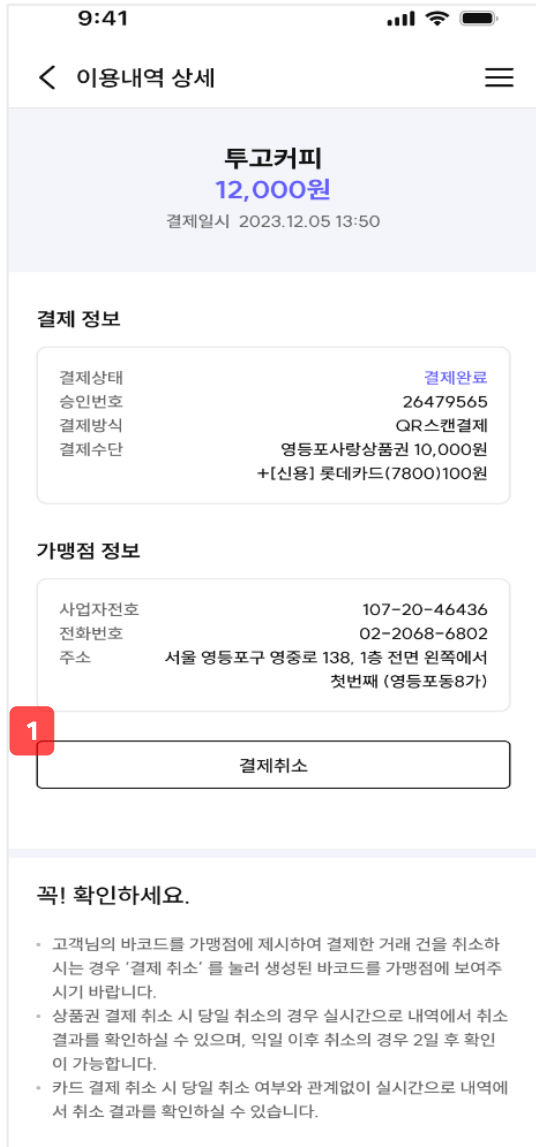 9:41
이용내역 상세
투고커피
12,000원
결제일시 2023.12.05 13:50
결제 정보
결제상태 결제완료
승인번호 26479565
결제방식 QR스캔결제
결제수단 영등포사랑상품권 10,000원
+[신용] 롯데카드(7800)100원
가맹점 정보
사업자전호 107-20-46436
전화번호 02-2068-6802
주소 서울 영등포구 영중로 138, 1층 전면 왼쪽에서
첫번째 (영등포동8가)
1
결제취소
꼭! 확인하세요.
• 고객님의 바코드를 가맹점에 제시하여 결제한 거래 건을 취소하
시는 경우 ‘결제 취소’ 를 눌러 생성된 바코드를 가맹점에 보여주
시기 바랍니다.
• 상품권 결제 취소 시 당일 취소의 경우 실시간으로 내역에서 취소
결과를 확인하실 수 있으며, 익일 이후 취소의 경우 2일 후 확인
이 가능합니다.
• 카드 결제 취소 시 당일 취소 여부와 관계없이 실시간으로 내역에
서 취소 결과를 확인하실 수 있습니다.